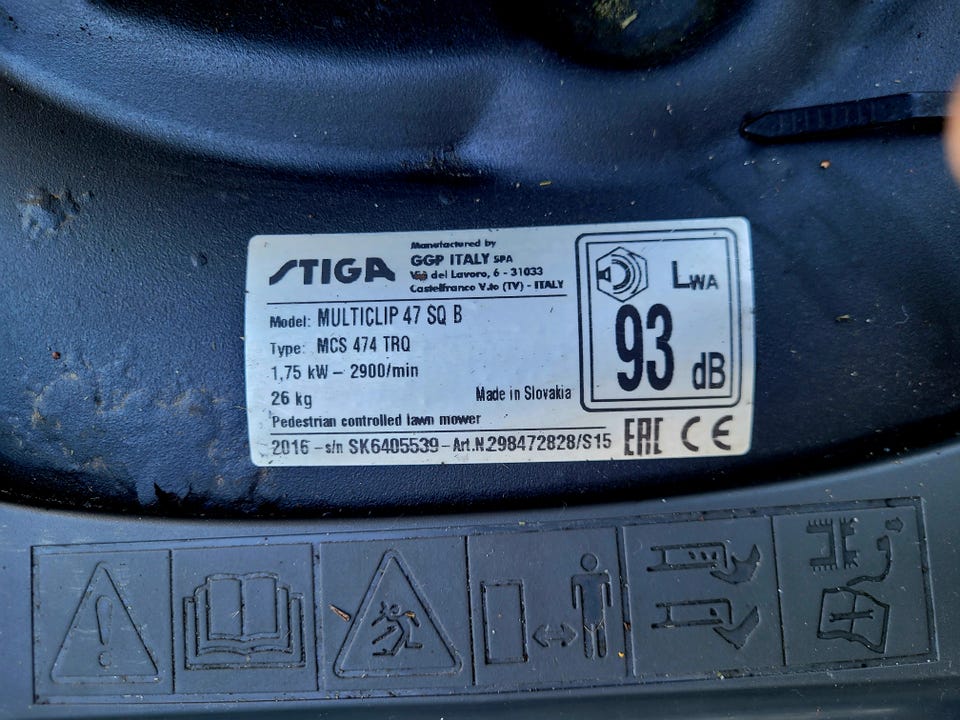 STIGA
Manufactured by
GGP ITALY SPA
Via del Lavoro, 6 - 31033
Castelfranco V.to (TV) - ITALY
Model: MULTICLIP 47 SQ B
Type: MCS 474 TRQ
1,75 kW – 2900/min
26 kg
Made in Slovakia
Pedestrian controlled lawn mower
2016 – s/n SK6405539 – Art.N.298472828/S15
LWA
93 dB
EAC CE